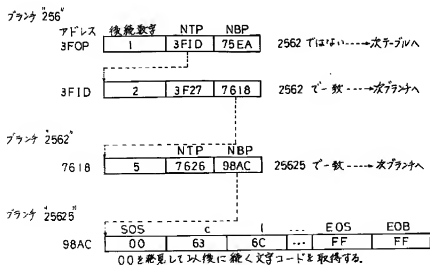 ブランチ "256"
アドレス 後続数字 NTP NBP
3F0P 1 3F1D 75EA 2562 ではない----→次テーブルへ
3F1D 2 3F27 7618 2562 で一致----→次ブランチへ
ブランチ "2562"
NTP NBP
7618 5 7626 98AC 25625 で一致----→次ブランチへ
ブランチ "25625"
SOS c l ... EOS EOB
98AC 00 63 6C ... FF FF
00を発見して以後に続く文字コードを取得する.